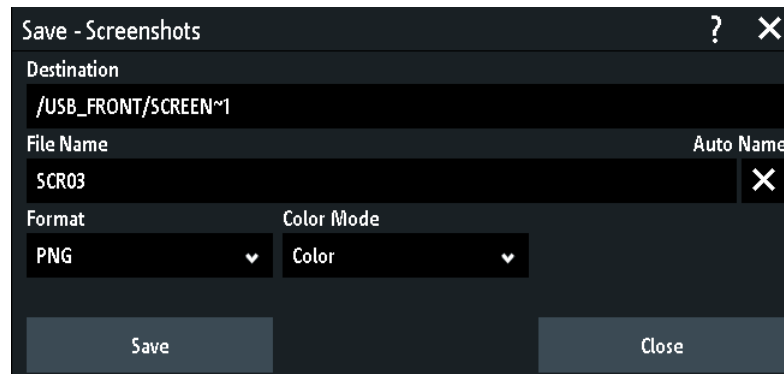 Save - Screenshots ?
Destination
/USB_FRONT/SCREEN~1
File Name Auto Name
SCR03
Format Color Mode
PNG Color
Save Close